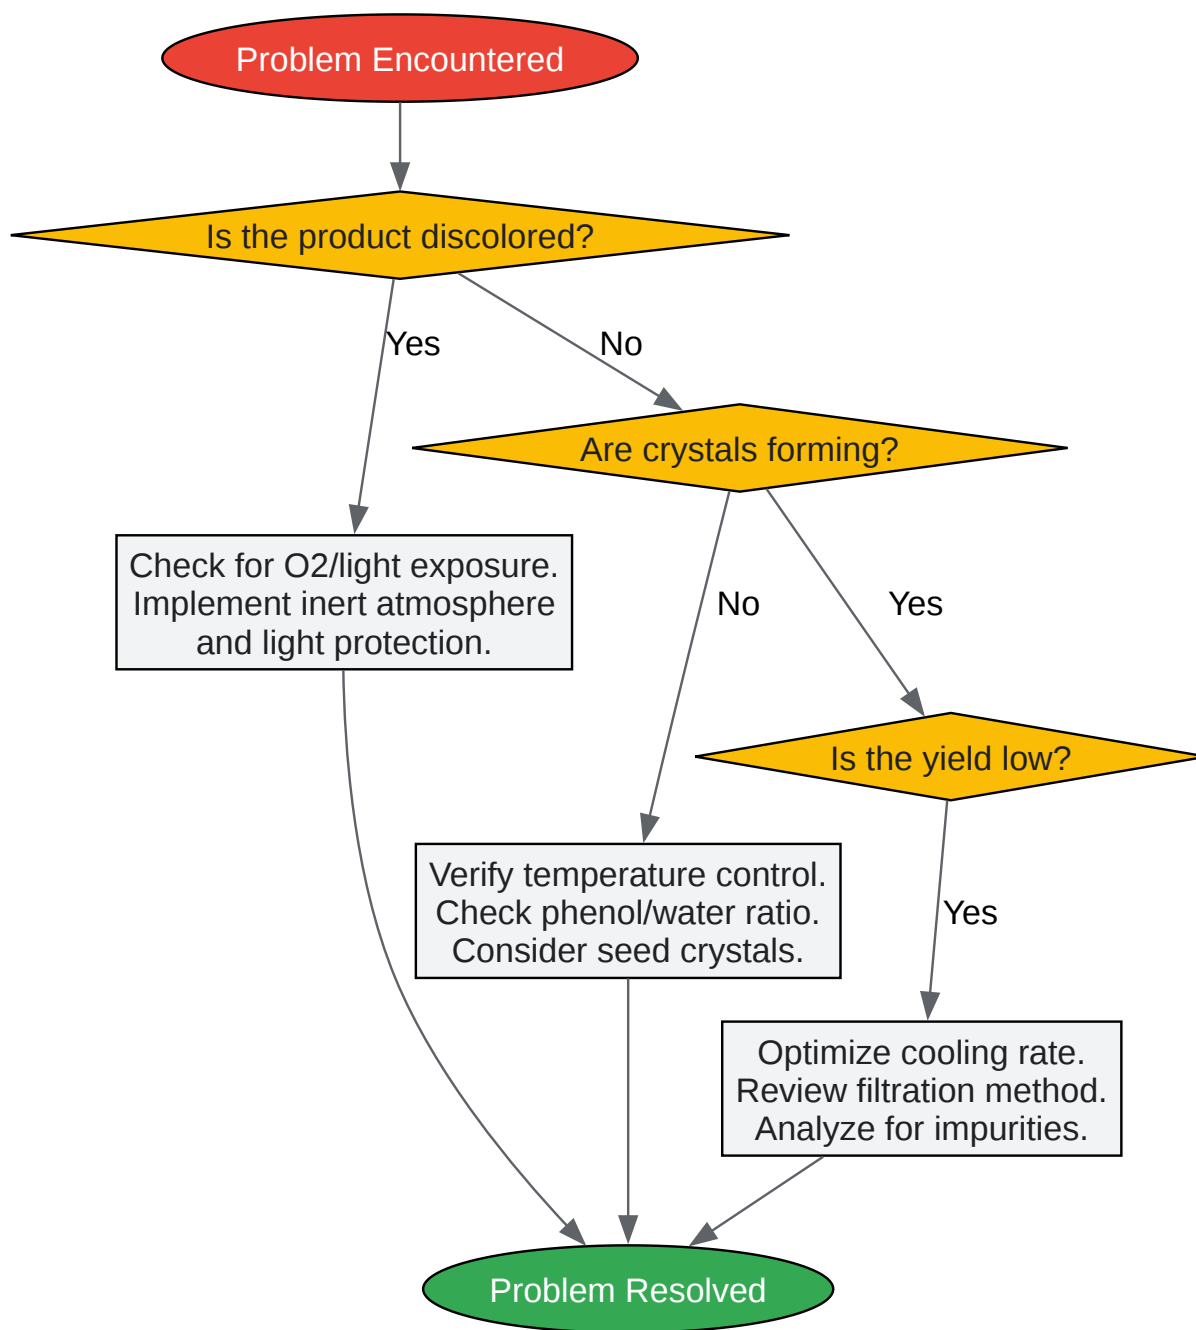 Problem Encountered
Is the product discolored?
Yes
No
Are crystals forming?
Check for O2/light exposure.
Implement inert atmosphere
and light protection.
No
Yes
Is the yield low?
Verify temperature control.
Check phenol/water ratio.
Consider seed crystals.
Yes
Optimize cooling rate.
Review filtration method.
Analyze for impurities.
Problem Resolved